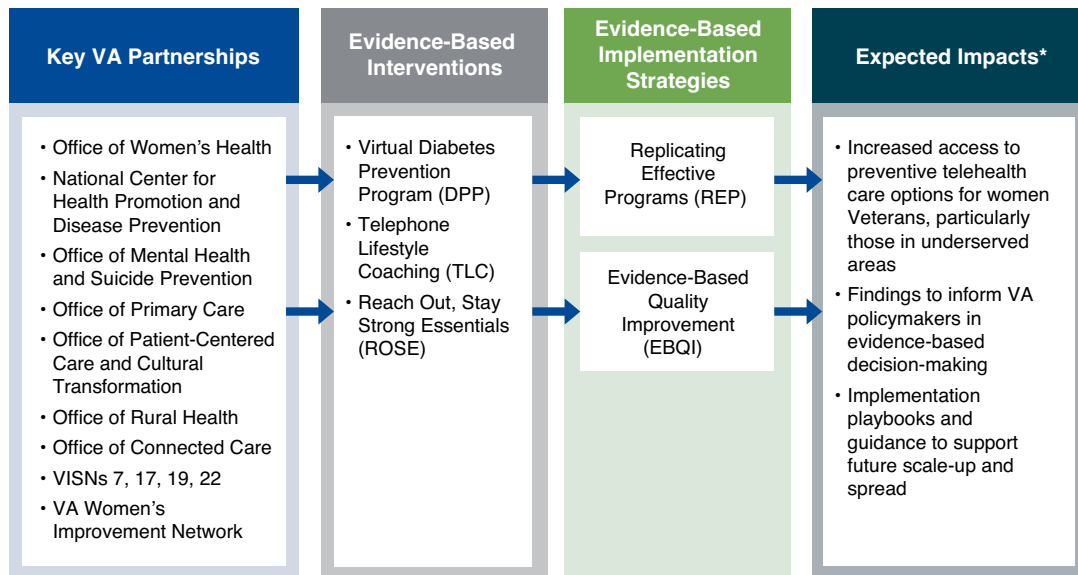 Key VA Partnerships
• Office of Women's Health
• National Center for
Health Promotion and
Disease Prevention
• Office of Mental Health
and Suicide Prevention
• Office of Primary Care
• Office of Patient-Centered
Care and Cultural
Transformation
• Office of Rural Health
• Office of Connected Care
• VISNs 7, 17, 19, 22
• VA Women's
Improvement Network
Evidence-Based
Interventions
• Virtual Diabetes
Prevention
Program (DPP)
• Telephone
Lifestyle
Coaching (TLC)
• Reach Out, Stay
Strong Essentials
(ROSE)
Evidence-Based
Implementation
Strategies
Replicating
Effective
Programs (REP)
Evidence-Based
Quality
Improvement
(EBQI)
Expected Impacts*
• Increased access to
preventive telehealth
care options for women
Veterans, particularly
those in underserved
areas
• Findings to inform VA
policymakers in
evidence-based
decision-making
• Implementation
playbooks and
guidance to support
future scale-up and
spread